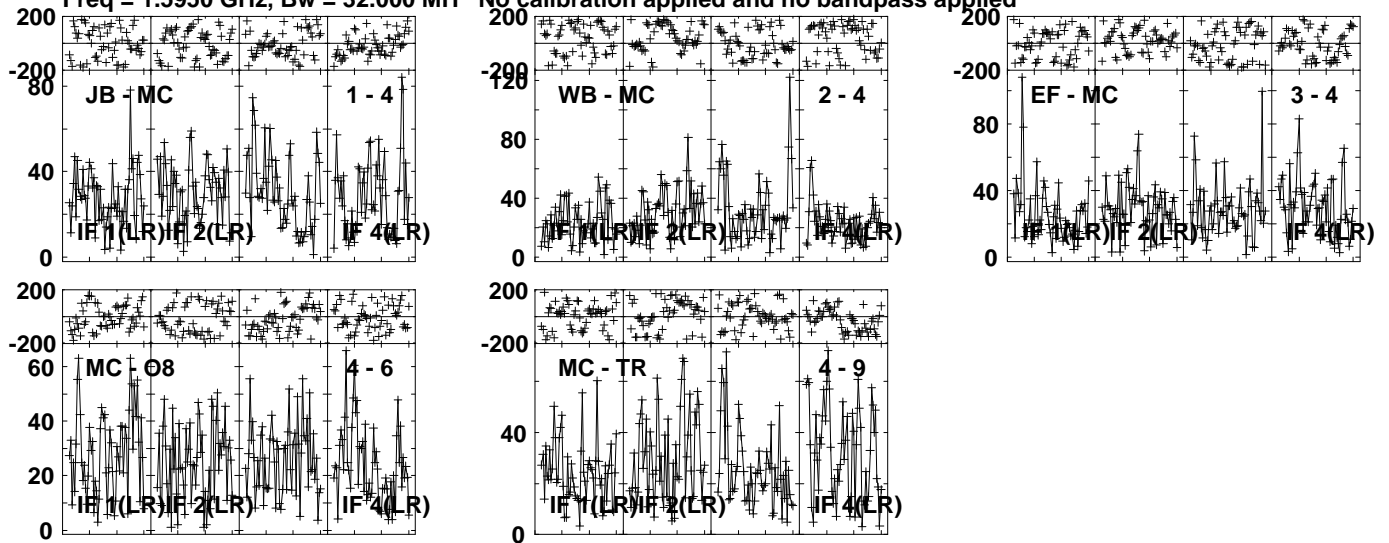 Freq = 1.5950 GHz, Bw = 32.000 MH No calibration applied and no bandpass applied
200
-200
80
40
0
JB - MC 1 - 4
IF 1(LR) IF 2(LR) IF 4(LR)
200
-200
120
80
40
0
WB - MC 2 - 4
IF 1(LR) IF 2(LR) IF 4(LR)
200
-200
80
40
0
EF - MC 3 - 4
IF 1(LR) IF 2(LR) IF 4(LR)
200
-200
60
40
20
0
MC - O8 4 - 6
IF 1(LR) IF 2(LR) IF 4(LR)
200
-200
40
0
MC - TR 4 - 9
IF 1(LR) IF 2(LR) IF 4(LR)